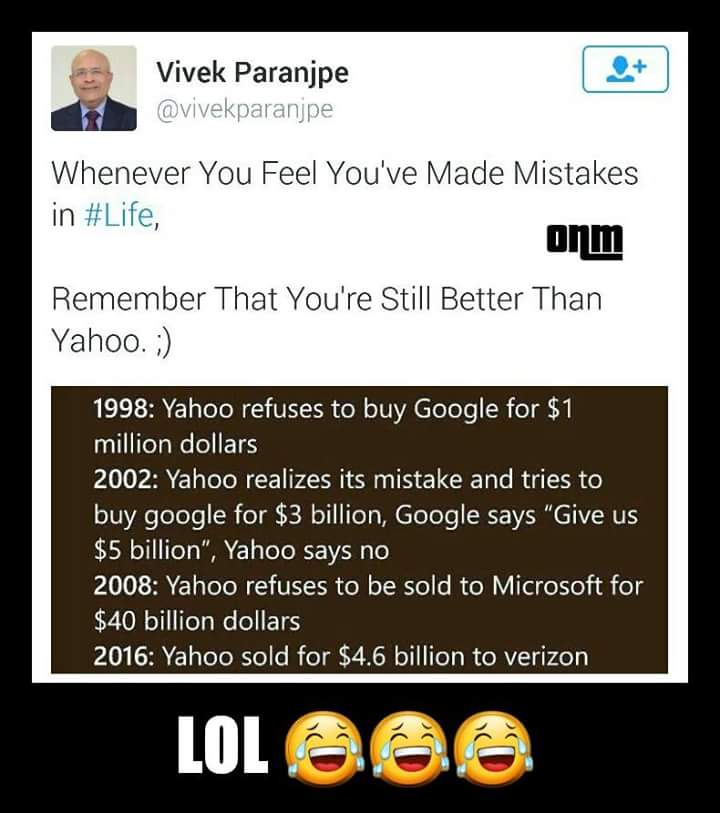 Vivek Paranjpe
@vivekparanjpe
Whenever You Feel You've Made Mistakes
in #Life,
onm
Remember That You're Still Better Than
Yahoo. ;)
1998: Yahoo refuses to buy Google for $1
million dollars
2002: Yahoo realizes its mistake and tries to
buy google for $3 billion, Google says “Give us
$5 billion”, Yahoo says no
2008: Yahoo refuses to be sold to Microsoft for
$40 billion dollars
2016: Yahoo sold for $4.6 billion to verizon
LOL 😂😂😂